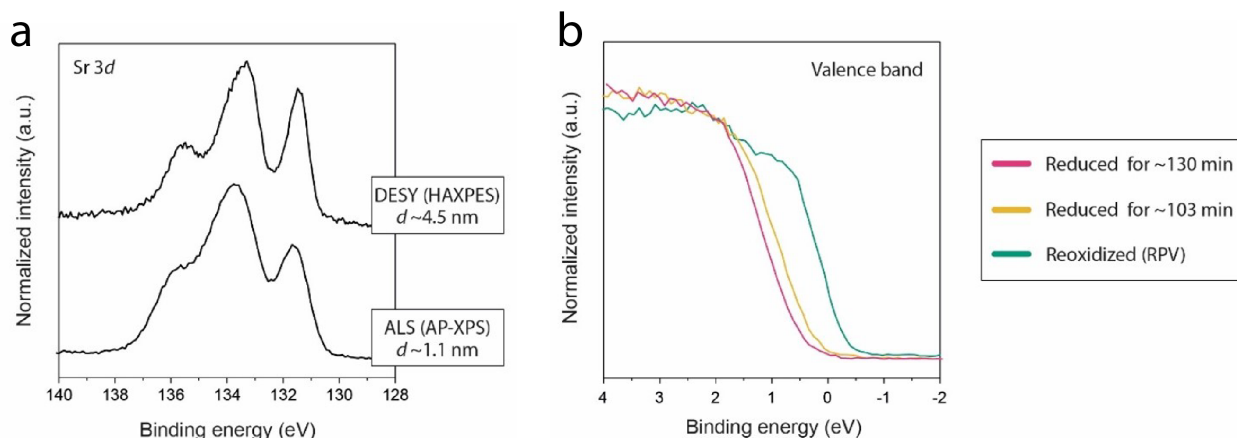 a
Sr 3d
Normalized intensity (a.u.)
DESY (HAXPES)
d ~4.5 nm
ALS (AP-XPS)
d ~1.1 nm
140 138 136 134 132 130 128
Binding energy (eV)
b
Valence band
Normalized intensity (a.u.)
4 3 2 1 0 -1 -2
Binding energy (eV)
Reduced for ~130 min
Reduced for ~103 min
Reoxidized (RPV)